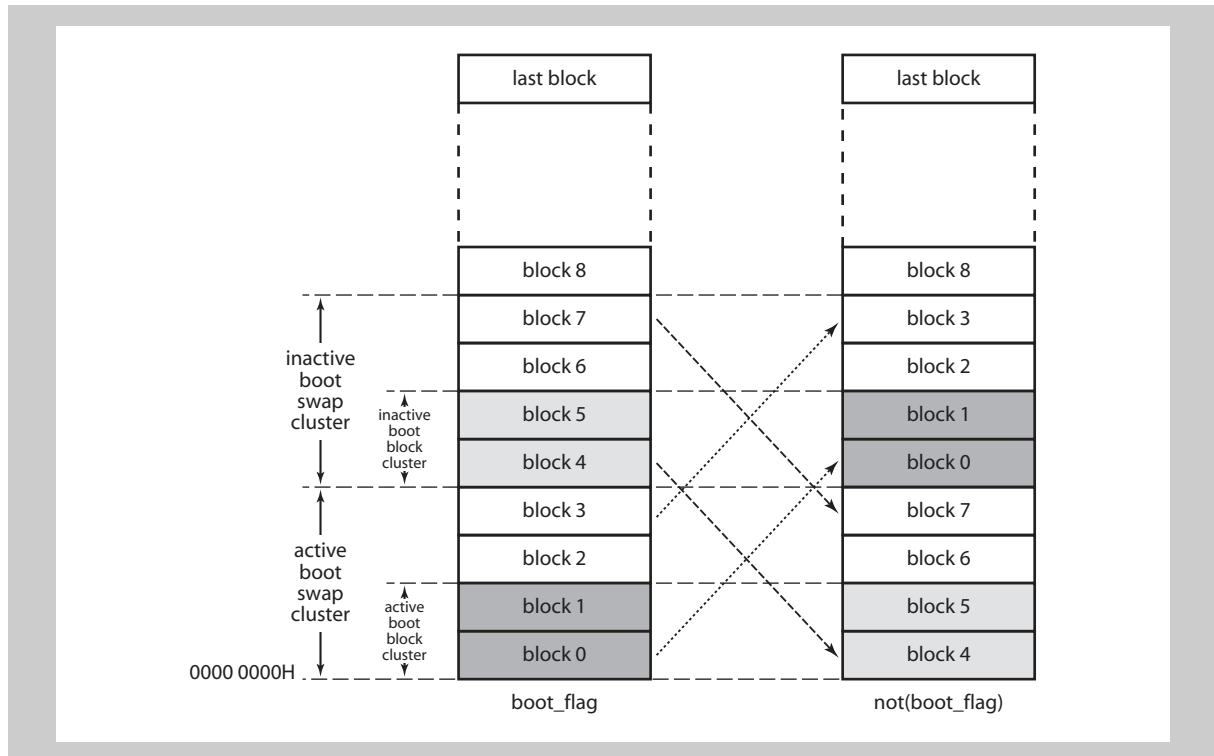 last block
last block
block 8
block 8
block 7
block 3
inactive
boot
swap
cluster
block 6
block 2
inactive
boot
block
cluster
block 5
block 1
block 4
block 0
block 3
block 7
active
boot
swap
cluster
block 2
block 6
active
boot
block
cluster
block 1
block 5
block 0
block 4
0000 0000H
boot_flag
not(boot_flag)